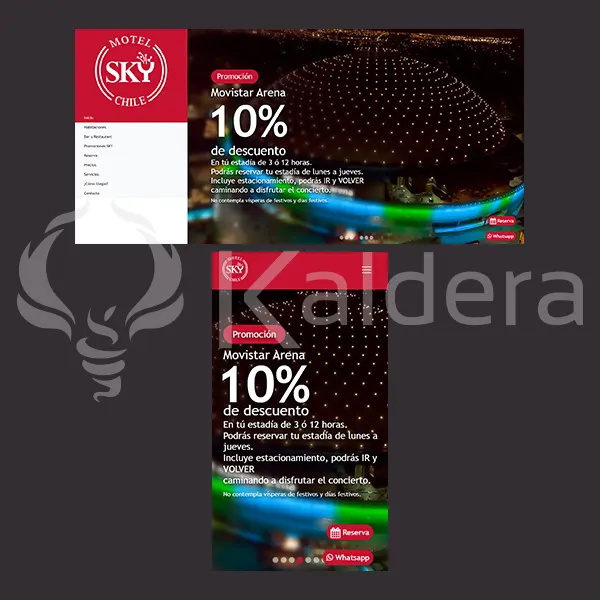 MOTEL
SKY
CHILE
Inicio
Habitaciones
Bar y Restaurant
Promociones SKY
Reserva
Precios
Servicios
¿Cómo llegar?
Contacto
Promoción
Movistar Arena
10%
de descuento
En tú estadía de 3 ó 12 horas.
Podrás reservar tu estadía de lunes a jueves.
Incluye estacionamiento, podrás IR y VOLVER
caminando a disfrutar el concierto.
No contempla vísperas de festivos y días festivos.
Reserva
Whatsapp
Kaldera
MOTEL
SKY
CHILE
Promoción
Movistar Arena
10%
de descuento
En tú estadía de 3 ó 12 horas.
Podrás reservar tu estadía de lunes a
jueves.
Incluye estacionamiento, podrás IR y
VOLVER
caminando a disfrutar el concierto.
No contempla vísperas de festivos y días festivos.
Reserva
Whatsapp